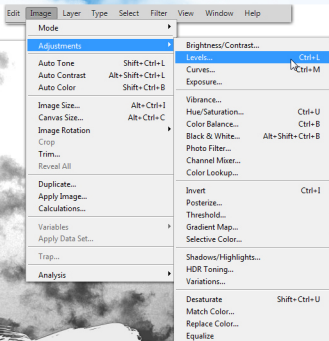 Edit Image Layer Type Select Filter View Window Help
Mode
Adjustments
Auto Tone Shift+Ctrl+L
Auto Contrast Alt+Shift+Ctrl+L
Auto Color Shift+Ctrl+B
Image Size... Alt+Ctrl+I
Canvas Size... Alt+Ctrl+C
Image Rotation
Crop
Trim...
Reveal All
Duplicate...
Apply Image...
Calculations...
Variables
Apply Data Set...
Trap...
Analysis
Brightness/Contrast...
Levels... Ctrl+L
Curves... Ctrl+M
Exposure...
Vibrance...
Hue/Saturation... Ctrl+U
Color Balance... Ctrl+B
Black & White... Alt+Shift+Ctrl+B
Photo Filter...
Channel Mixer...
Color Lookup...
Invert Ctrl+I
Posterize...
Threshold...
Gradient Map...
Selective Color...
Shadows/Highlights...
HDR Toning...
Variations...
Desaturate Shift+Ctrl+U
Match Color...
Replace Color...
Equalize